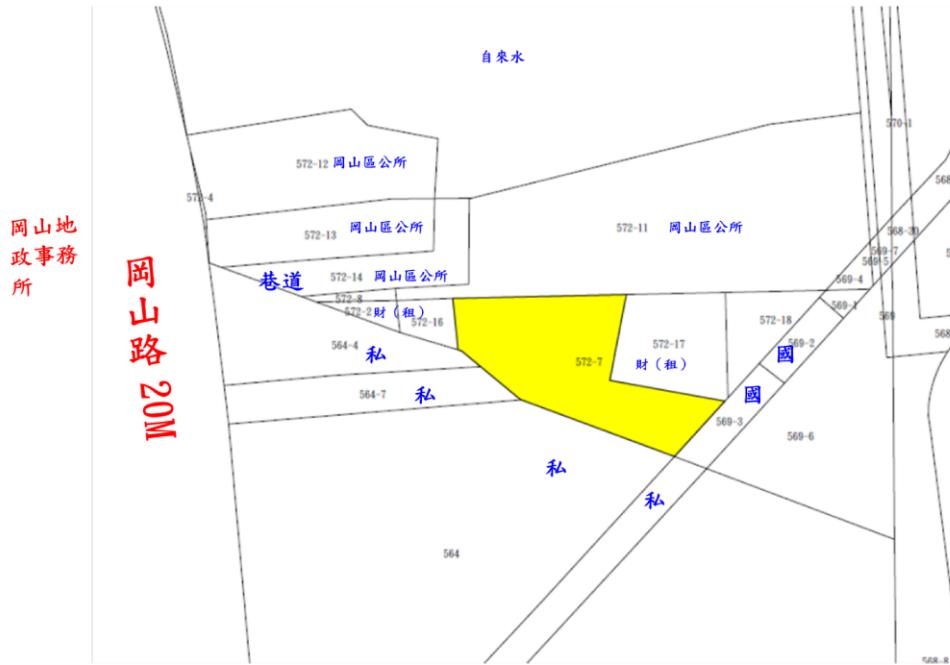 自來水
570-1
572-12 岡山區公所
568
572-4
岡山地
政事務
所
572-13 岡山區公所
572-11 岡山區公所
568-30
569-7
569-5
岡山路 20M
巷道
572-14 岡山區公所
569-4
572-8
572-2
財（租）
572-16
569-1
569
572-18
564-4
私
572-7
572-17
財（租）
569-2
國
568
564-7
私
國
569-3
569-6
私
私
564
568-8